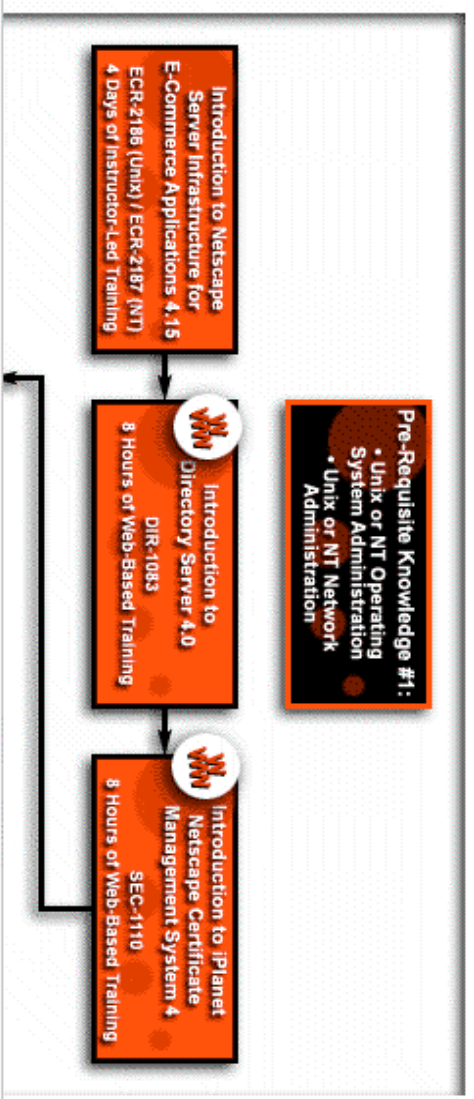 Pre-Requisite Knowledge #1:
• Unix or NT Operating
System Administration
• Unix or NT Network
Administration
Introduction to Netscape
Server Infrastructure for
E-Commerce Applications 4.15
ECR-2186 (Unix) / ECR-2187 (NT)
4 Days of Instructor-Led Training
Introduction to
Directory Server 4.0
DIR-1083
8 Hours of Web-Based Training
Introduction to iPlanet
Netscape Certificate
Management System 4
SEC-1110
8 Hours of Web-Based Training